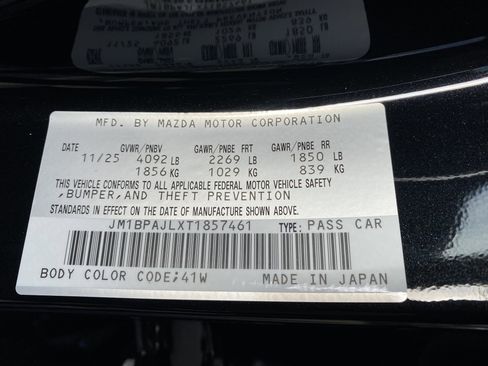 MFD. BY MAZDA MOTOR CORPORATION
DATE GVWR/PNBV GAWR/PNBE FR GAWR/PNBE RR
11/25 4092 LB 2269 LB 1850 LB
1856 KG 1029 KG 839 KG
THIS VEHICLE CONFORMS TO ALL APPLICABLE FEDERAL MOTOR VEHICLE SAFETY
,BUMPER,AND THEFT PREVENTION
STANDARDS IN EFFECT ON THE DATE OF MANUFACTURE SHOWN ABOVE.
JM1BPAJLXT1857461 TYPE: PASS CAR
BODY COLOR CODE;41W MADE IN JAPAN